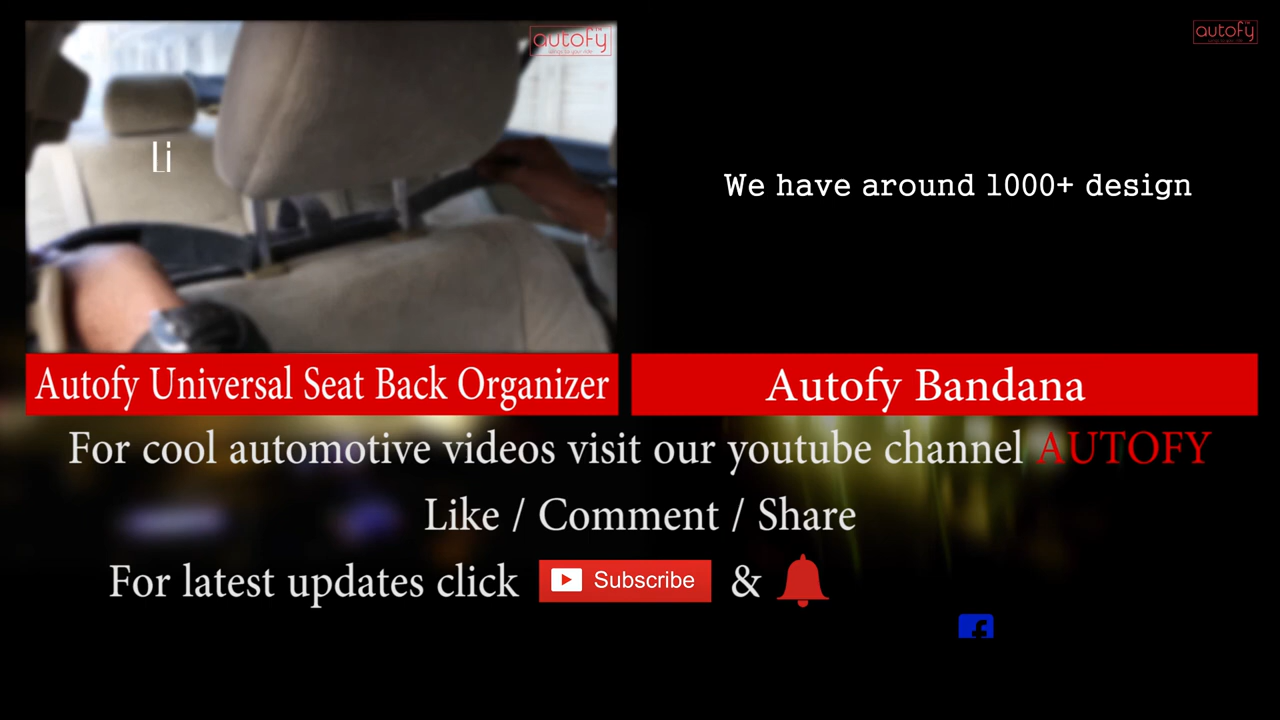 autofy
autofy
Li
We have around 1000+ design
Autofy Universal Seat Back Organizer
Autofy Bandana
For cool automotive videos visit our youtube channel AUTOFY
Like / Comment / Share
For latest updates click Subscribe &